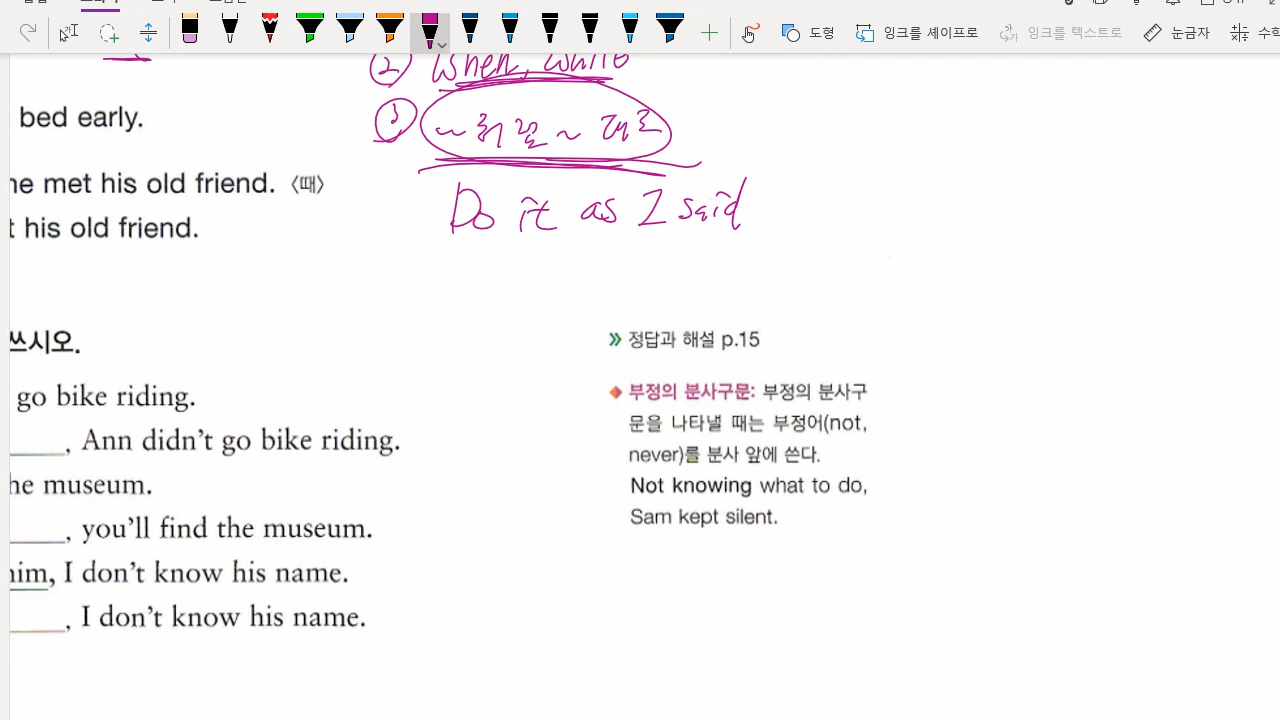 도형
잉크를 셰이프로
잉크를 텍스트로
눈금자
수학
② When, while
③
~ 대로
Do it as I said
bed early.
he met his old friend. 〈때〉
t his old friend.
쓰시오.
go bike riding.
, Ann didn't go bike riding.
he museum.
, you'll find the museum.
him, I don't know his name.
, I don't know his name.
» 정답과 해설 p.15
◆ 부정의 분사구문: 부정의 분사구
문을 나타낼 때는 부정어(not,
never)를 분사 앞에 쓴다.
Not knowing what to do,
Sam kept silent.